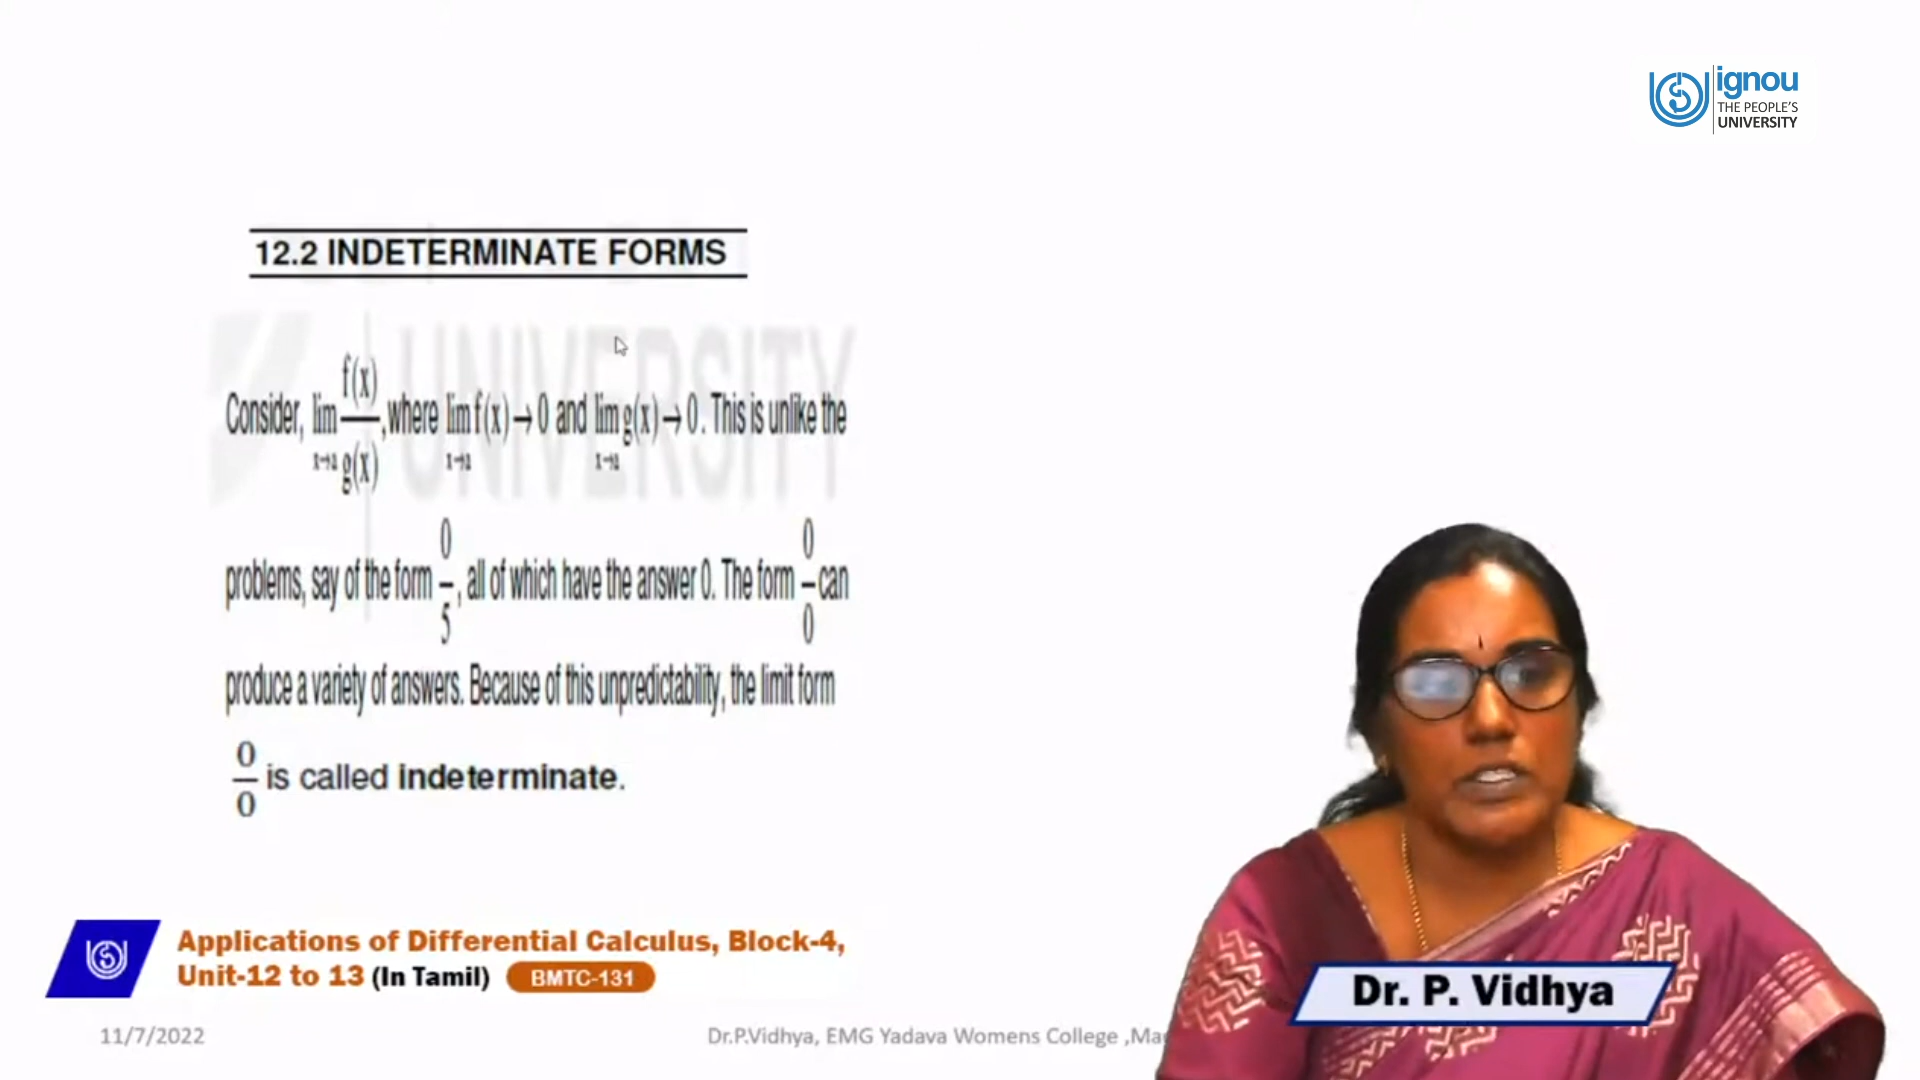 ignou
THE PEOPLE'S
UNIVERSITY
12.2 INDETERMINATE FORMS
UNIVERSITY
Consider, lim x→a f(x)/g(x), where lim x→a f(x) → 0 and lim x→a g(x) → 0. This is unlike the
problems, say of the form 0/5, all of which have the answer 0. The form 0/0 can
produce a variety of answers. Because of this unpredictability, the limit form
0/0 is called indeterminate.
Applications of Differential Calculus, Block-4,
Unit-12 to 13 (In Tamil) BMTC-131
Dr. P. Vidhya
11/7/2022
Dr.P.Vidhya, EMG Yadava Womens College ,